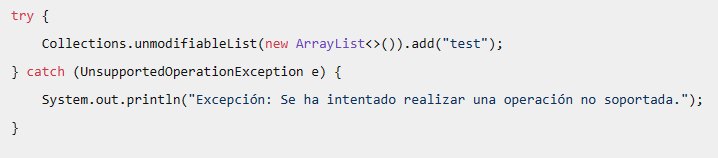 try {
    Collections.unmodifiableList(new ArrayList<>()).add("test");
} catch (UnsupportedOperationException e) {
    System.out.println("Excepción: Se ha intentado realizar una operación no soportada.");
}